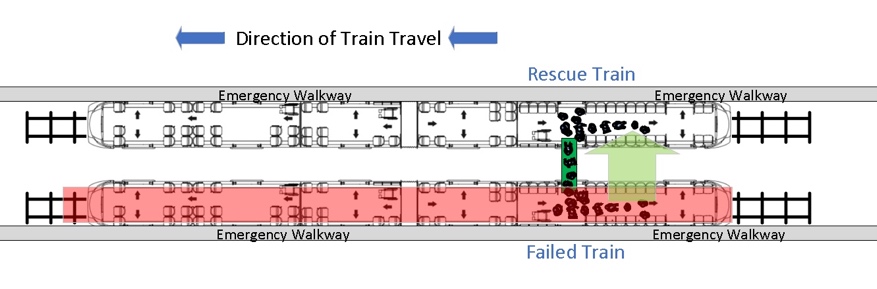 Direction of Train Travel
Rescue Train
Emergency Walkway
Emergency Walkway
Emergency Walkway
Emergency Walkway
Failed Train